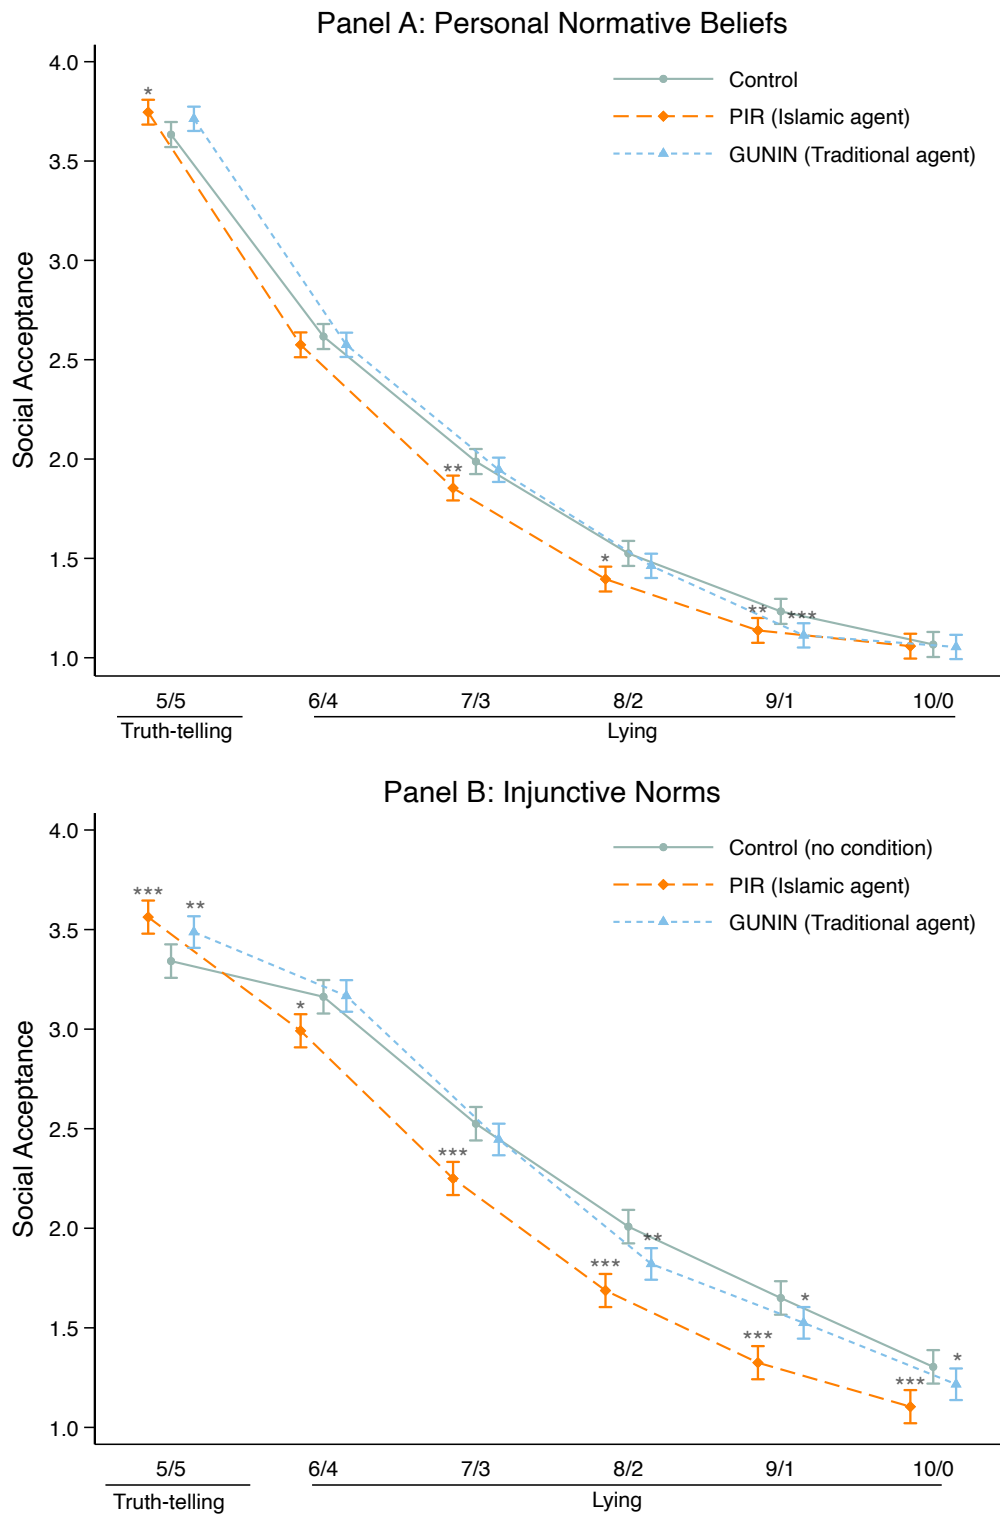 Panel A: Personal Normative Beliefs
Control
PIR (Islamic agent)
GUNIN (Traditional agent)
Social Acceptance
4.0
3.5
3.0
2.5
2.0
1.5
1.0
*
**
*
**
***
5/5 6/4 7/3 8/2 9/1 10/0
Truth-telling Lying
Panel B: Injunctive Norms
Control (no condition)
PIR (Islamic agent)
GUNIN (Traditional agent)
Social Acceptance
4.0
3.5
3.0
2.5
2.0
1.5
1.0
***
**
*
***
***
**
***
*
***
*
5/5 6/4 7/3 8/2 9/1 10/0
Truth-telling Lying